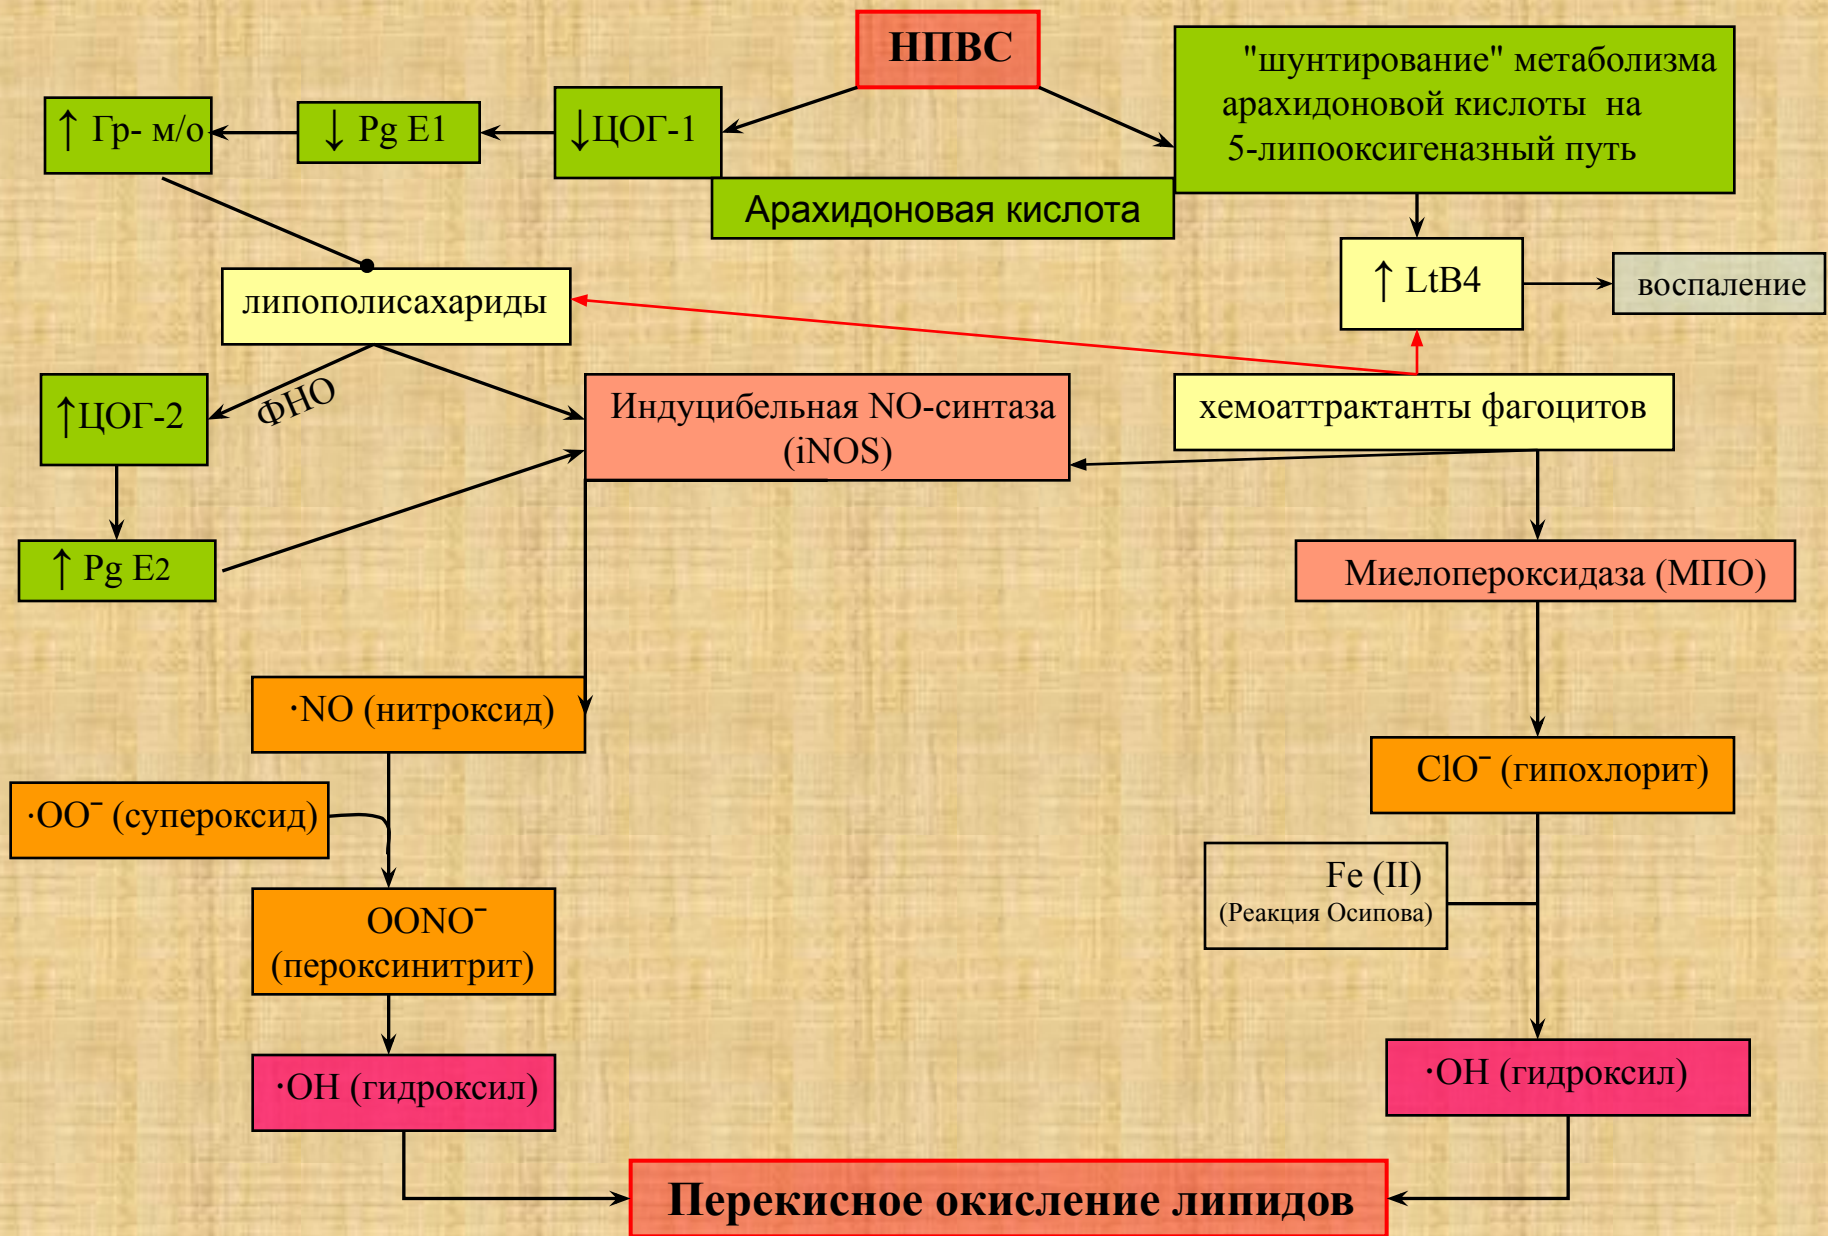 НПВС
"шунтирование" метаболизма
арахидоновой кислоты на
5-липооксигеназный путь
↑ Гр- м/о
↓ Pg E1
↓ЦОГ-1
Арахидоновая кислота
липополисахариды
↑ LtB4
воспаление
↑ЦОГ-2
ФНО
Индуцибельная NO-синтаза
(iNOS)
хемоаттрактанты фагоцитов
↑ Pg E2
Миелопероксидаза (МПО)
·NO (нитроксид)
ClO⁻ (гипохлорит)
·OO⁻ (супероксид)
Fe (II)
(Реакция Осипова)
OONO⁻
(пероксинитрит)
·OH (гидроксил)
·OH (гидроксил)
Перекисное окисление липидов